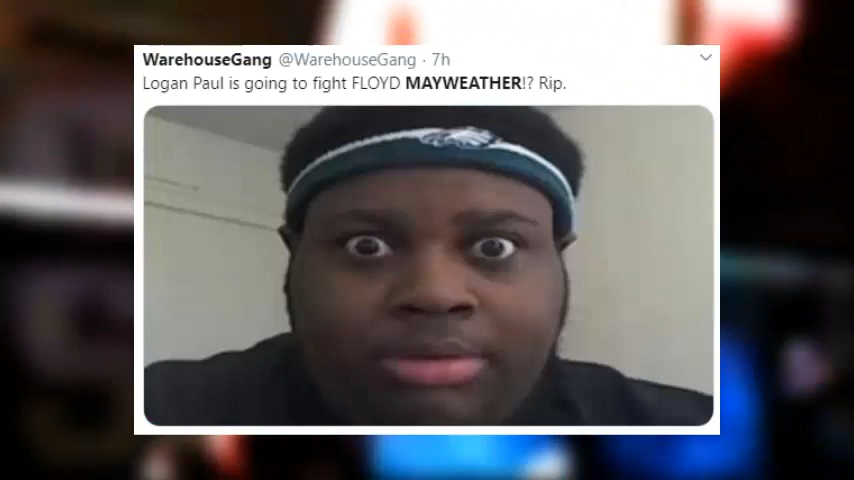 WarehouseGang @WarehouseGang · 7h
Logan Paul is going to fight FLOYD MAYWEATHER!? Rip.